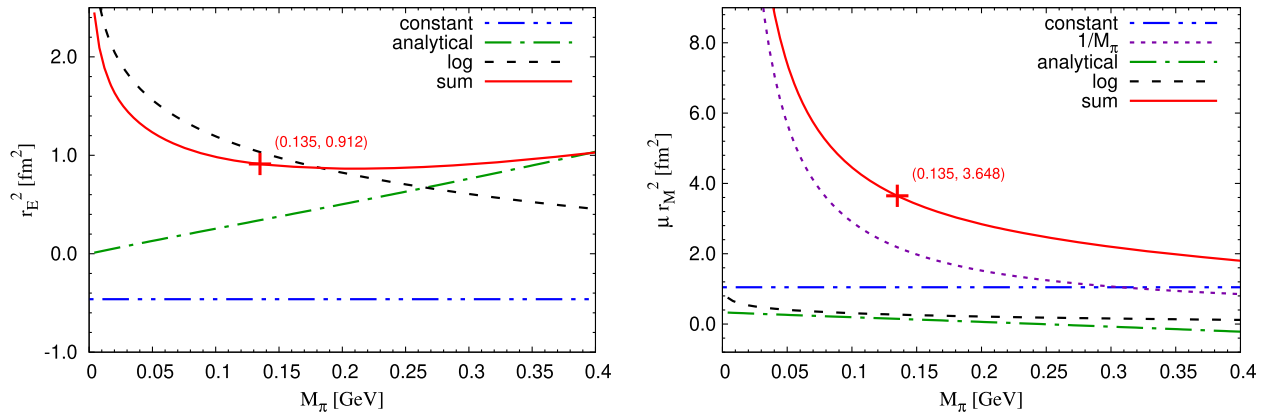 constant
analytical
log
sum
(0.135, 0.912)
2.0
1.0
0.0
-1.0
r_E^2 [fm^2]
0 0.05 0.1 0.15 0.2 0.25 0.3 0.35 0.4
M_π [GeV]
constant
1/M_π
analytical
log
sum
(0.135, 3.648)
8.0
6.0
4.0
2.0
0.0
μ r_M^2 [fm^2]
0 0.05 0.1 0.15 0.2 0.25 0.3 0.35 0.4
M_π [GeV]